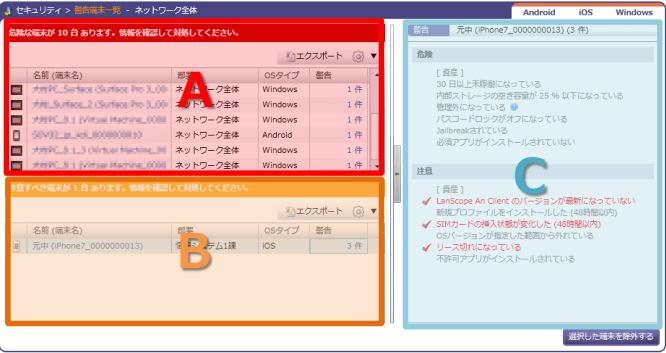 セキュリティ > 警告端末一覧 - ネットワーク全体
Android iOS Windows
危険な端末が 10 台 あります。情報を確認して対処してください。
エクスポート
名前 (端末名) 部署 OSタイプ 警告
ネットワーク全体 Windows 1 件
ネットワーク全体 Windows 1 件
ネットワーク全体 Windows 1 件
ネットワーク全体 Android 1 件
ネットワーク全体 Windows 1 件
ネットワーク全体 Windows 1 件
A
注意すべき端末が 1 台 あります。情報を確認して対処してください。
エクスポート
名前 (端末名) 部署 OSタイプ 警告
元中 (iPhone7_0000000013) テム1課 iOS 3 件
B
警告 元中 (iPhone7_0000000013) (3 件)
危険
[ 資産 ]
30 日以上未稼働になっている
内部ストレージの空き容量が 25 % 以下になっている
管理外になっている
パスコードロックがオフになっている
Jailbreakされている
必須アプリがインストールされていない
注意
[ 資産 ]
LanScope An Client のバージョンが最新になっていない
新規プロファイルをインストールした (48時間以内)
SIMカードの挿入状態が変化した (48時間以内)
OSバージョンが指定した範囲から外れている
リース切れになっている
不許可アプリがインストールされている
C
選択した端末を除外する